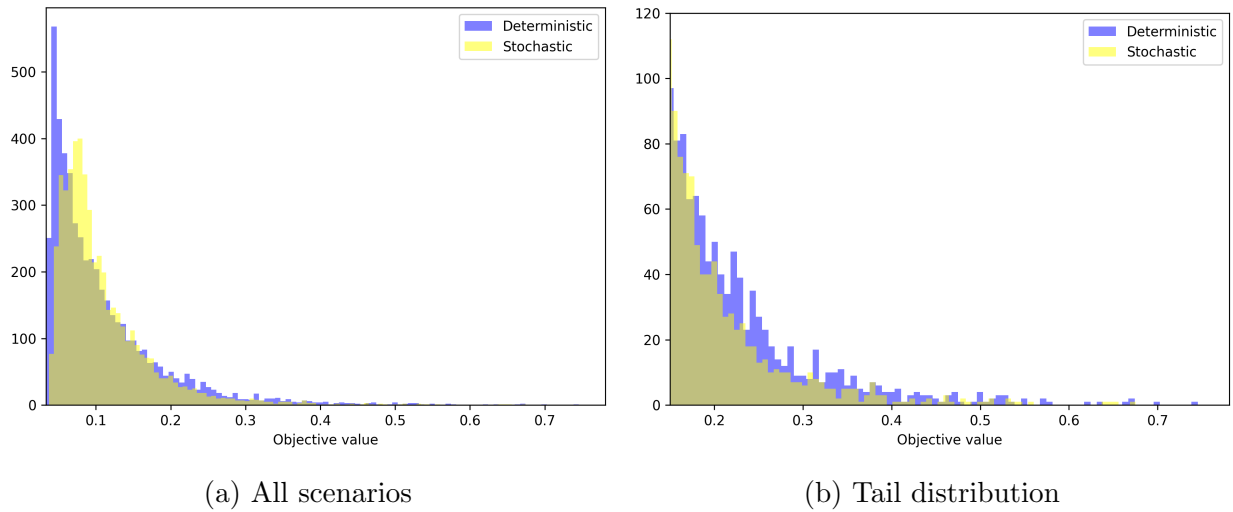 Deterministic
Stochastic
500
400
300
200
100
0
0.1 0.2 0.3 0.4 0.5 0.6 0.7
Objective value
(a) All scenarios
Deterministic
Stochastic
120
100
80
60
40
20
0
0.2 0.3 0.4 0.5 0.6 0.7
Objective value
(b) Tail distribution